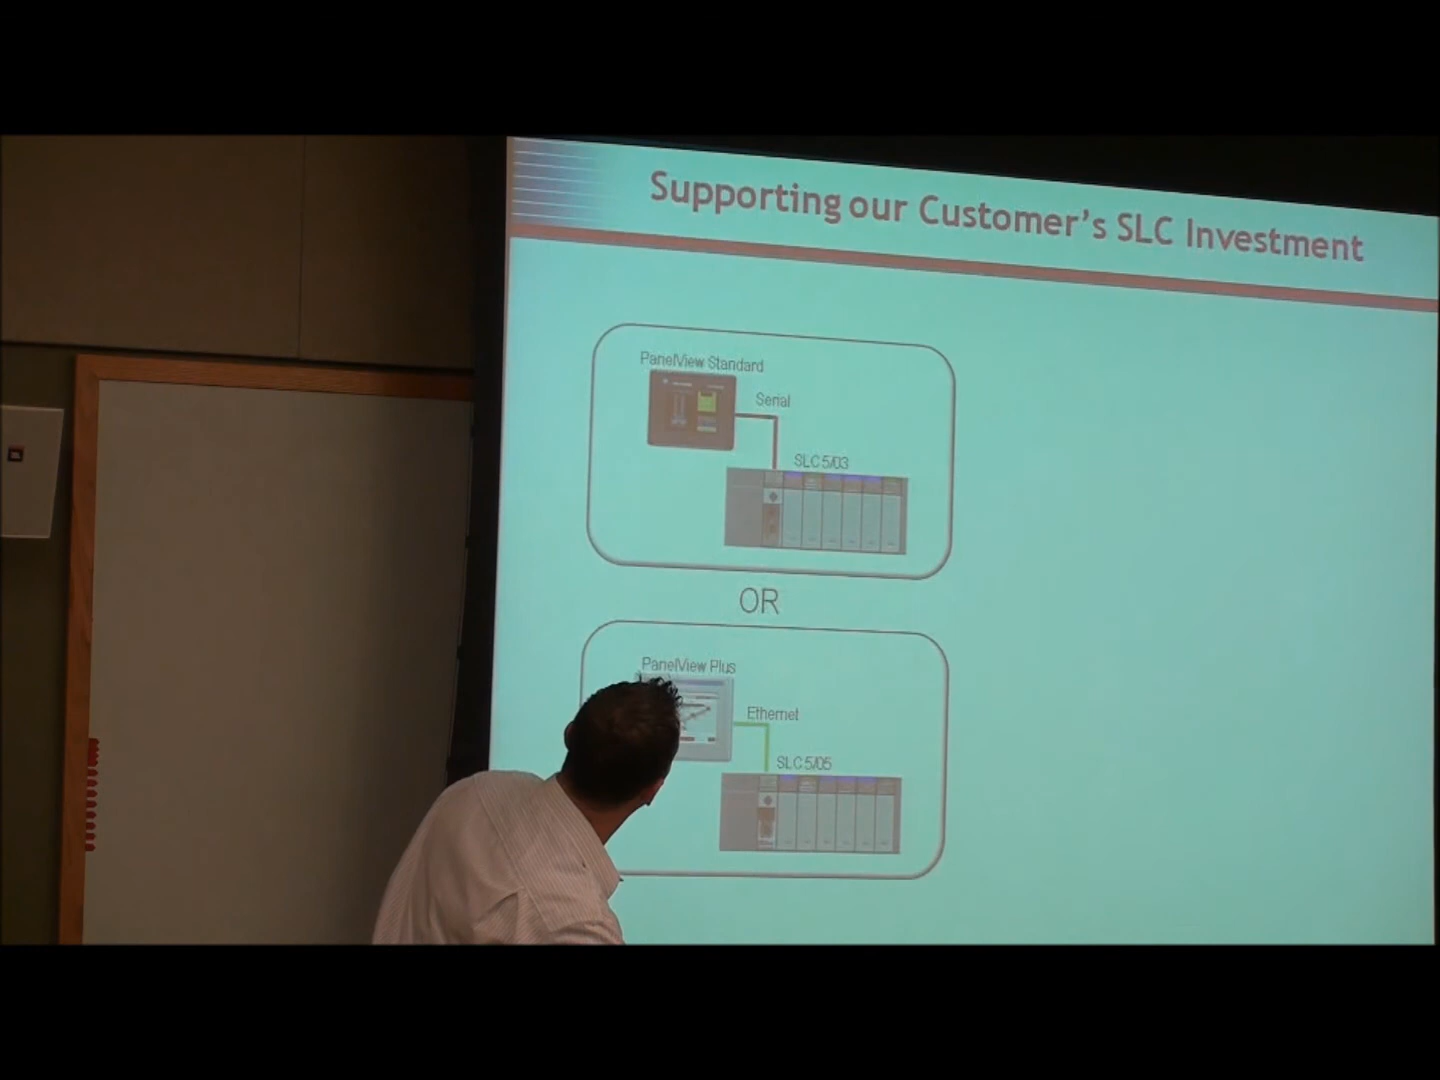 Supporting our Customer's SLC Investment
PanelView Standard
Serial
SLC 5/03
OR
PanelView Plus
Ethernet
SLC 5/05